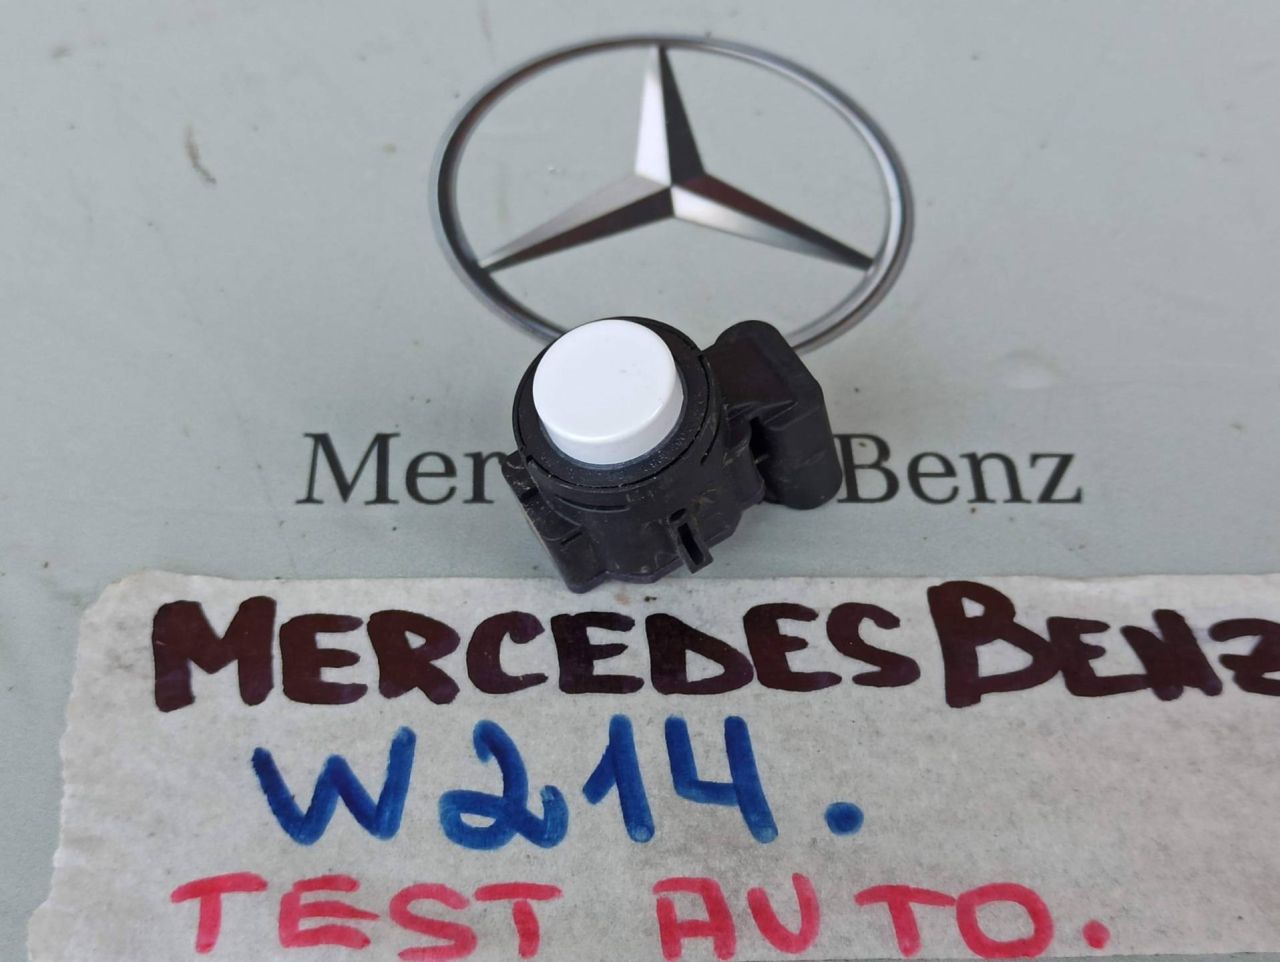 Mer Benz
MERCEDES BENZ
W214.
TEST AUTO.